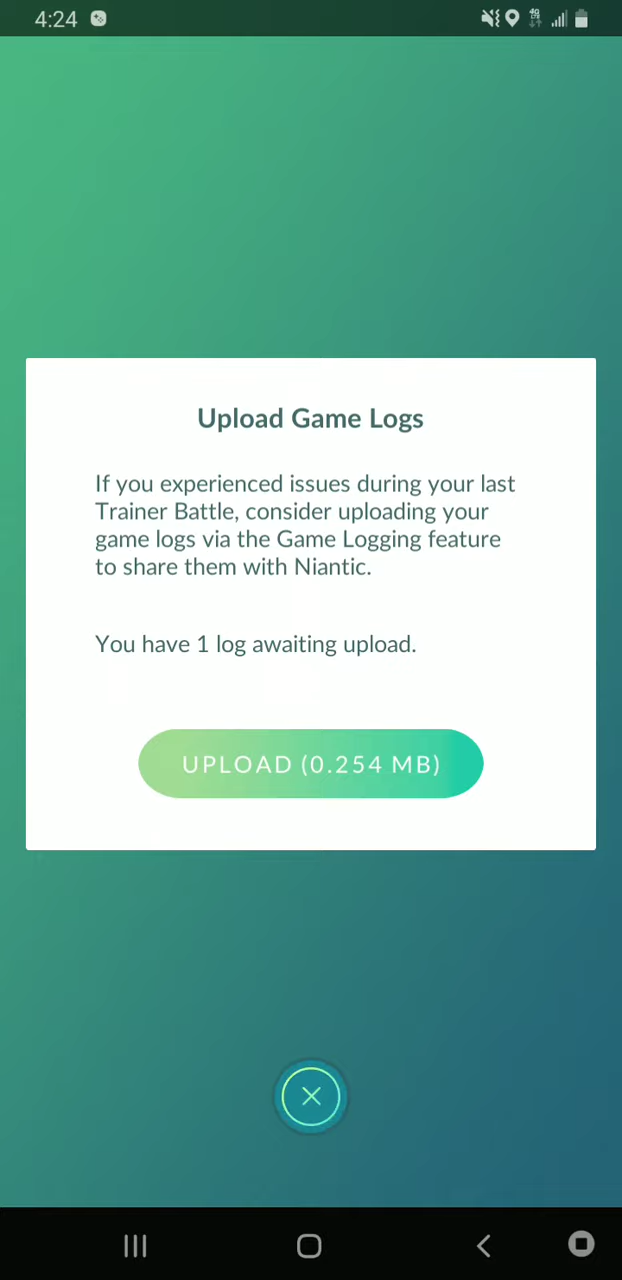 4:24
Upload Game Logs
If you experienced issues during your last
Trainer Battle, consider uploading your
game logs via the Game Logging feature
to share them with Niantic.
You have 1 log awaiting upload.
UPLOAD (0.254 MB)